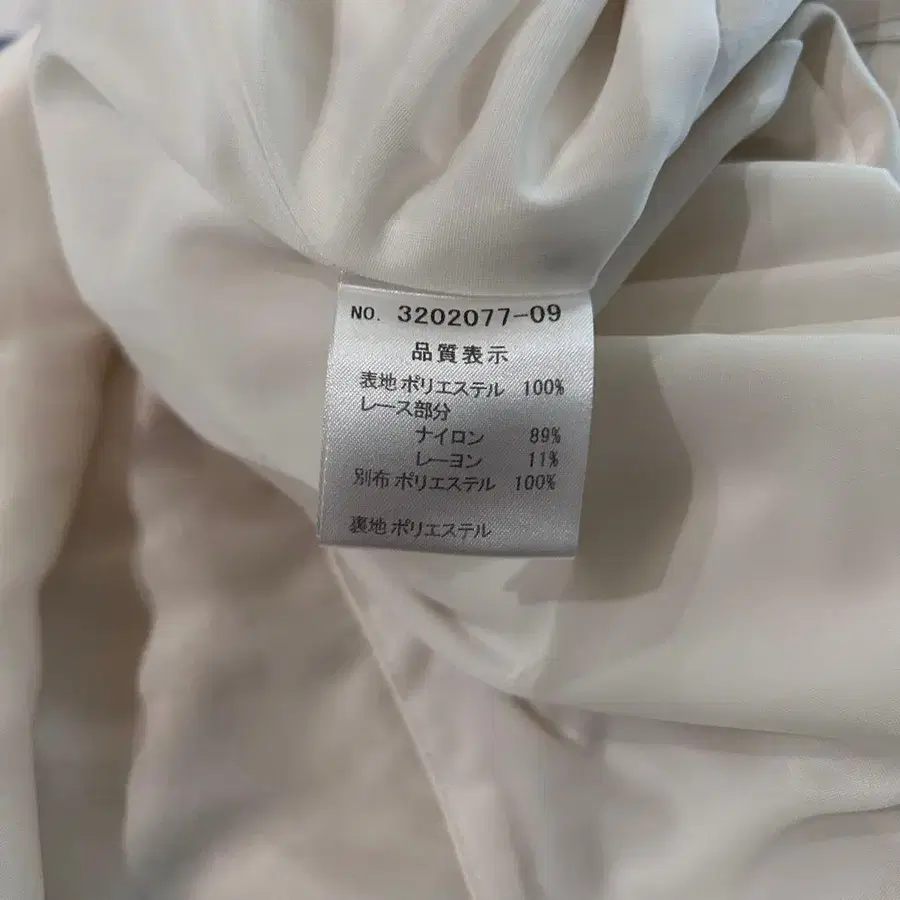 NO. 3202077-09
品質表示
表地 ポリエステル 100%
レース部分
ナイロン 89%
レーヨン 11%
別布 ポリエステル 100%
裏地 ポリエステル